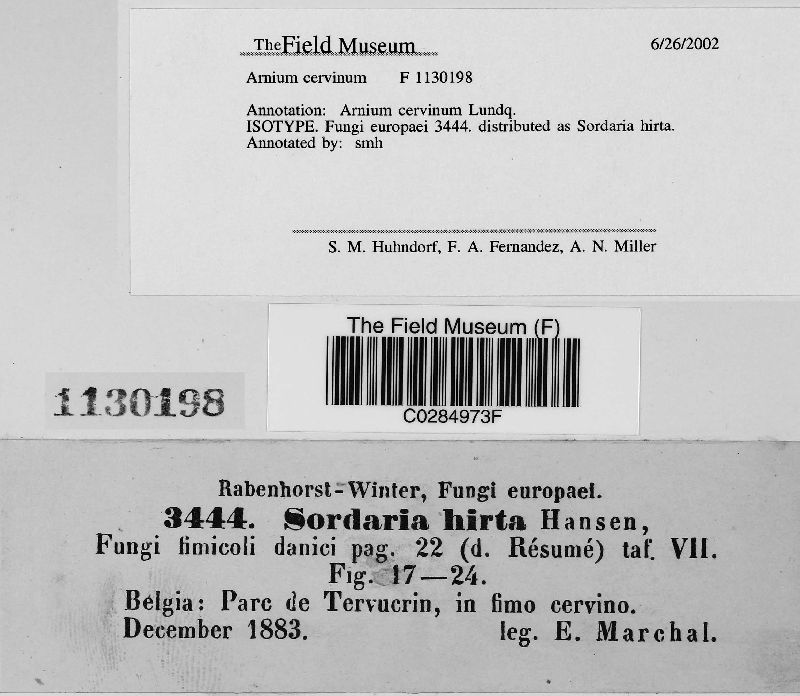 The Field Museum 6/26/2002
Arnium cervinum F 1130198
Annotation: Arnium cervinum Lundq.
ISOTYPE. Fungi europaei 3444. distributed as Sordaria hirta.
Annotated by: smh
S. M. Huhndorf, F. A. Fernandez, A. N. Miller
The Field Museum (F)
C0284973F
1130198
Rabenhorst-Winter, Fungi europaei.
3444. Sordaria hirta Hansen,
Fungi fimicoli danici pag. 22 (d. Résumé) taf. VII.
Fig. 17—24.
Belgia: Parc de Tervucrin, in fimo cervino.
December 1883. leg. E. Marchal.